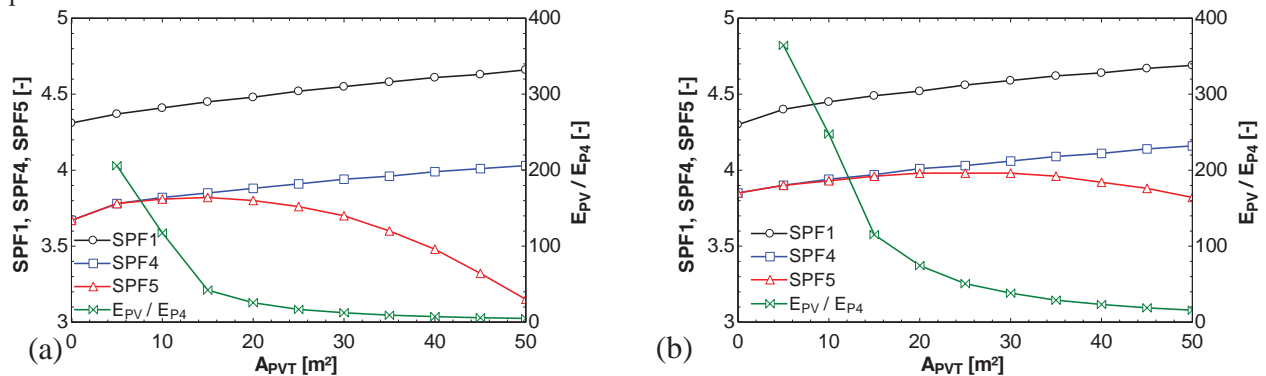 5
4.5
4
3.5
3
SPF1, SPF4, SPF5 [-]
400
300
200
100
0
E_PV / E_P4 [-]
SPF1
SPF4
SPF5
E_PV / E_P4
0 10 20 30 40 50
A_PVT [m²]
(a)
5
4.5
4
3.5
3
SPF1, SPF4, SPF5 [-]
400
300
200
100
0
E_PV / E_P4 [-]
SPF1
SPF4
SPF5
E_PV / E_P4
0 10 20 30 40 50
A_PVT [m²]
(b)